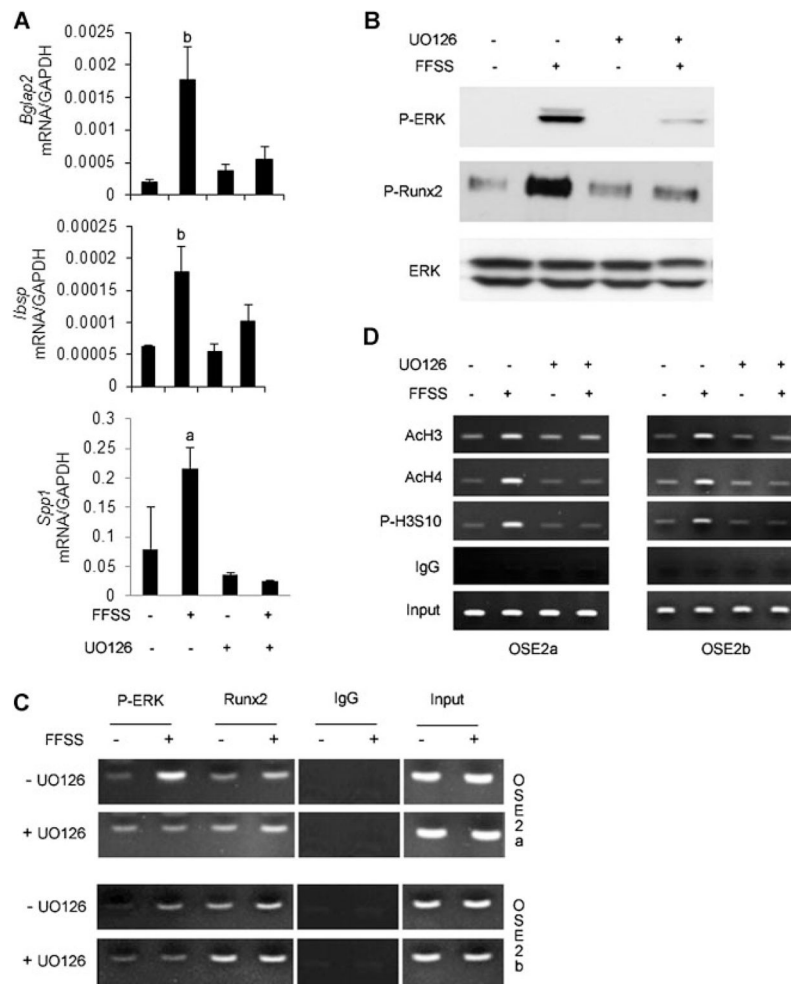 A
Bglap2
mRNA/GAPDH
0.0025
0.002
0.0015
0.001
0.0005
0
b
Ibsp
mRNA/GAPDH
0.00025
0.0002
0.00015
0.0001
0.00005
0
b
Spp1
mRNA/GAPDH
0.3
0.25
0.2
0.15
0.1
0.05
0
a
FFSS - + - +
UO126 - - + +
B
UO126 - - + +
FFSS - + - +
P-ERK
P-Runx2
ERK
D
UO126 - - + + - - + +
FFSS - + - + - + - +
AcH3
AcH4
P-H3S10
IgG
Input
OSE2a OSE2b
C
P-ERK Runx2 IgG Input
FFSS - + - + - + - +
- UO126
+ UO126
OSE2a
- UO126
+ UO126
OSE2b